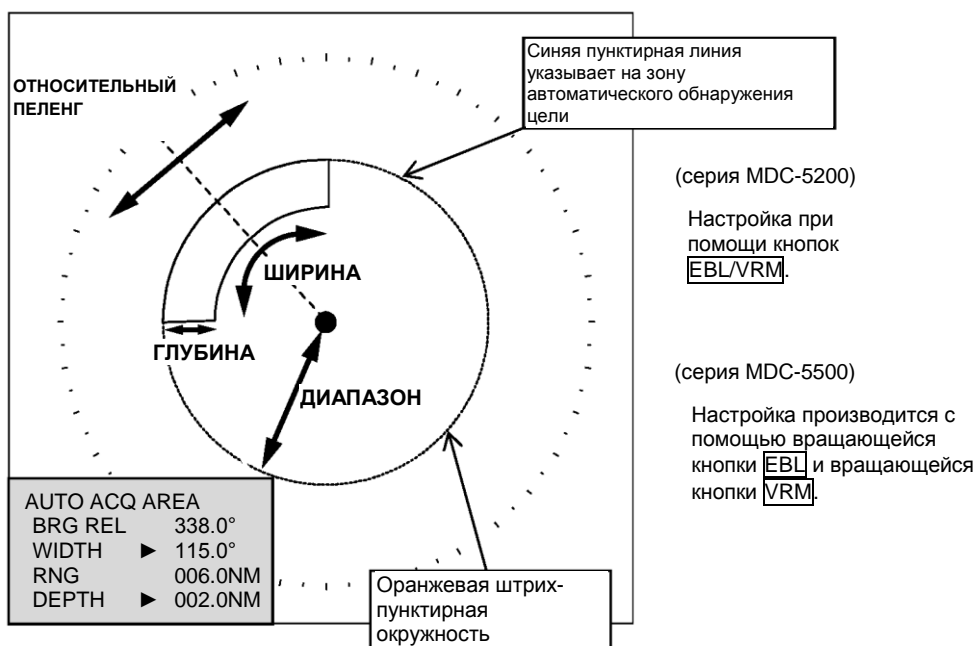 Синяя пунктирная линия
указывает на зону
автоматического обнаружения
цели
ОТНОСИТЕЛЬНЫЙ
ПЕЛЕНГ
(серия MDC-5200)
Настройка при
помощи кнопок
EBL/VRM.
ШИРИНА
ГЛУБИНА
ДИАПАЗОН
(серия MDC-5500)
Настройка производится с
помощью вращающейся
кнопки EBL и вращающейся
кнопки VRM.
AUTO ACQ AREA
BRG REL 338.0°
WIDTH ► 115.0°
RNG 006.0NM
DEPTH ► 002.0NM
Оранжевая штрих-
пунктирная
окружность